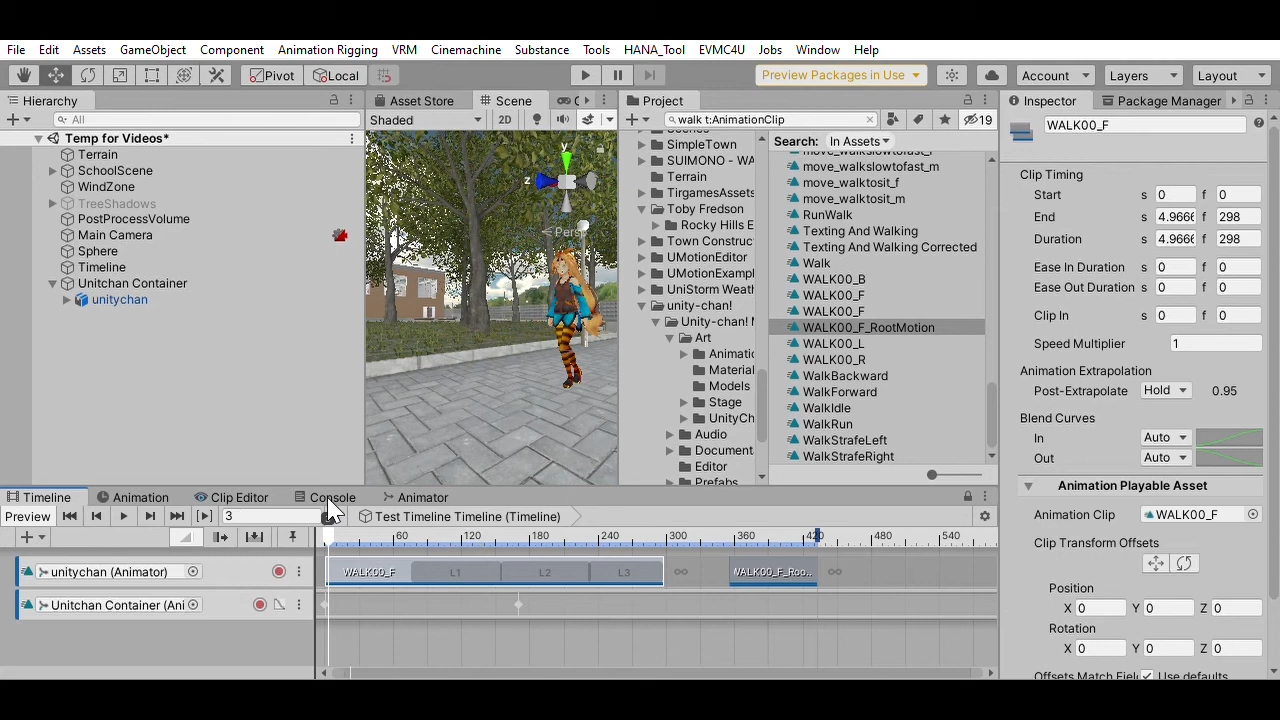 File Edit Assets GameObject Component Animation Rigging VRM Cinemachine Substance Tools HANA_Tool EVMC4U Jobs Window Help
Pivot Local Preview Packages in Use Account Layers Layout
Hierarchy
All
Temp for Videos*
Terrain
SchoolScene
WindZone
TreeShadows
PostProcessVolume
Main Camera
Sphere
Timeline
Unitchan Container
unitychan
Asset Store Scene
Shaded 2D
y
z
Persp
Project
walk t:AnimationClip 19
SimpleTown
SUIMONO - WA
Terrain
TirgamesAssets
Toby Fredson
Rocky Hills E
Town Construc
UMotionEditor
UMotionExamp
UniStorm Weat
unity-chan!
Unity-chan! M
Art
Animatio
Material
Models
Stage
UnityCh
Audio
Document
Editor
Prefabs
Search: In Assets
move_walkslowtofast_m
move_walktosit_f
move_walktosit_m
RunWalk
Texting And Walking
Texting And Walking Corrected
Walk
WALK00_B
WALK00_F
WALK00_F
WALK00_F_RootMotion
WALK00_L
WALK00_R
WalkBackward
WalkForward
WalkIdle
WalkRun
WalkStrafeLeft
WalkStrafeRight
Inspector Package Manager
WALK00_F
Clip Timing
Start s 0 f 0
End s 4.9666 f 298
Duration s 4.9666 f 298
Ease In Duration s 0 f 0
Ease Out Duration s 0 f 0
Clip In s 0 f 0
Speed Multiplier 1
Animation Extrapolation
Post-Extrapolate Hold 0.95
Blend Curves
In Auto
Out Auto
Animation Playable Asset
Animation Clip WALK00_F
Clip Transform Offsets
Position
X 0 Y 0 Z 0
Rotation
X 0 Y 0 Z 0
Offsets Match Fiel Use defaults
Timeline Animation Clip Editor Console Animator
Preview 3 Test Timeline Timeline (Timeline)
60 120 180 240 300 360 480 540
unitychan (Animator) WALK00_F L1 L2 L3 WALK00_F_Roo..
Unitchan Container (Ani